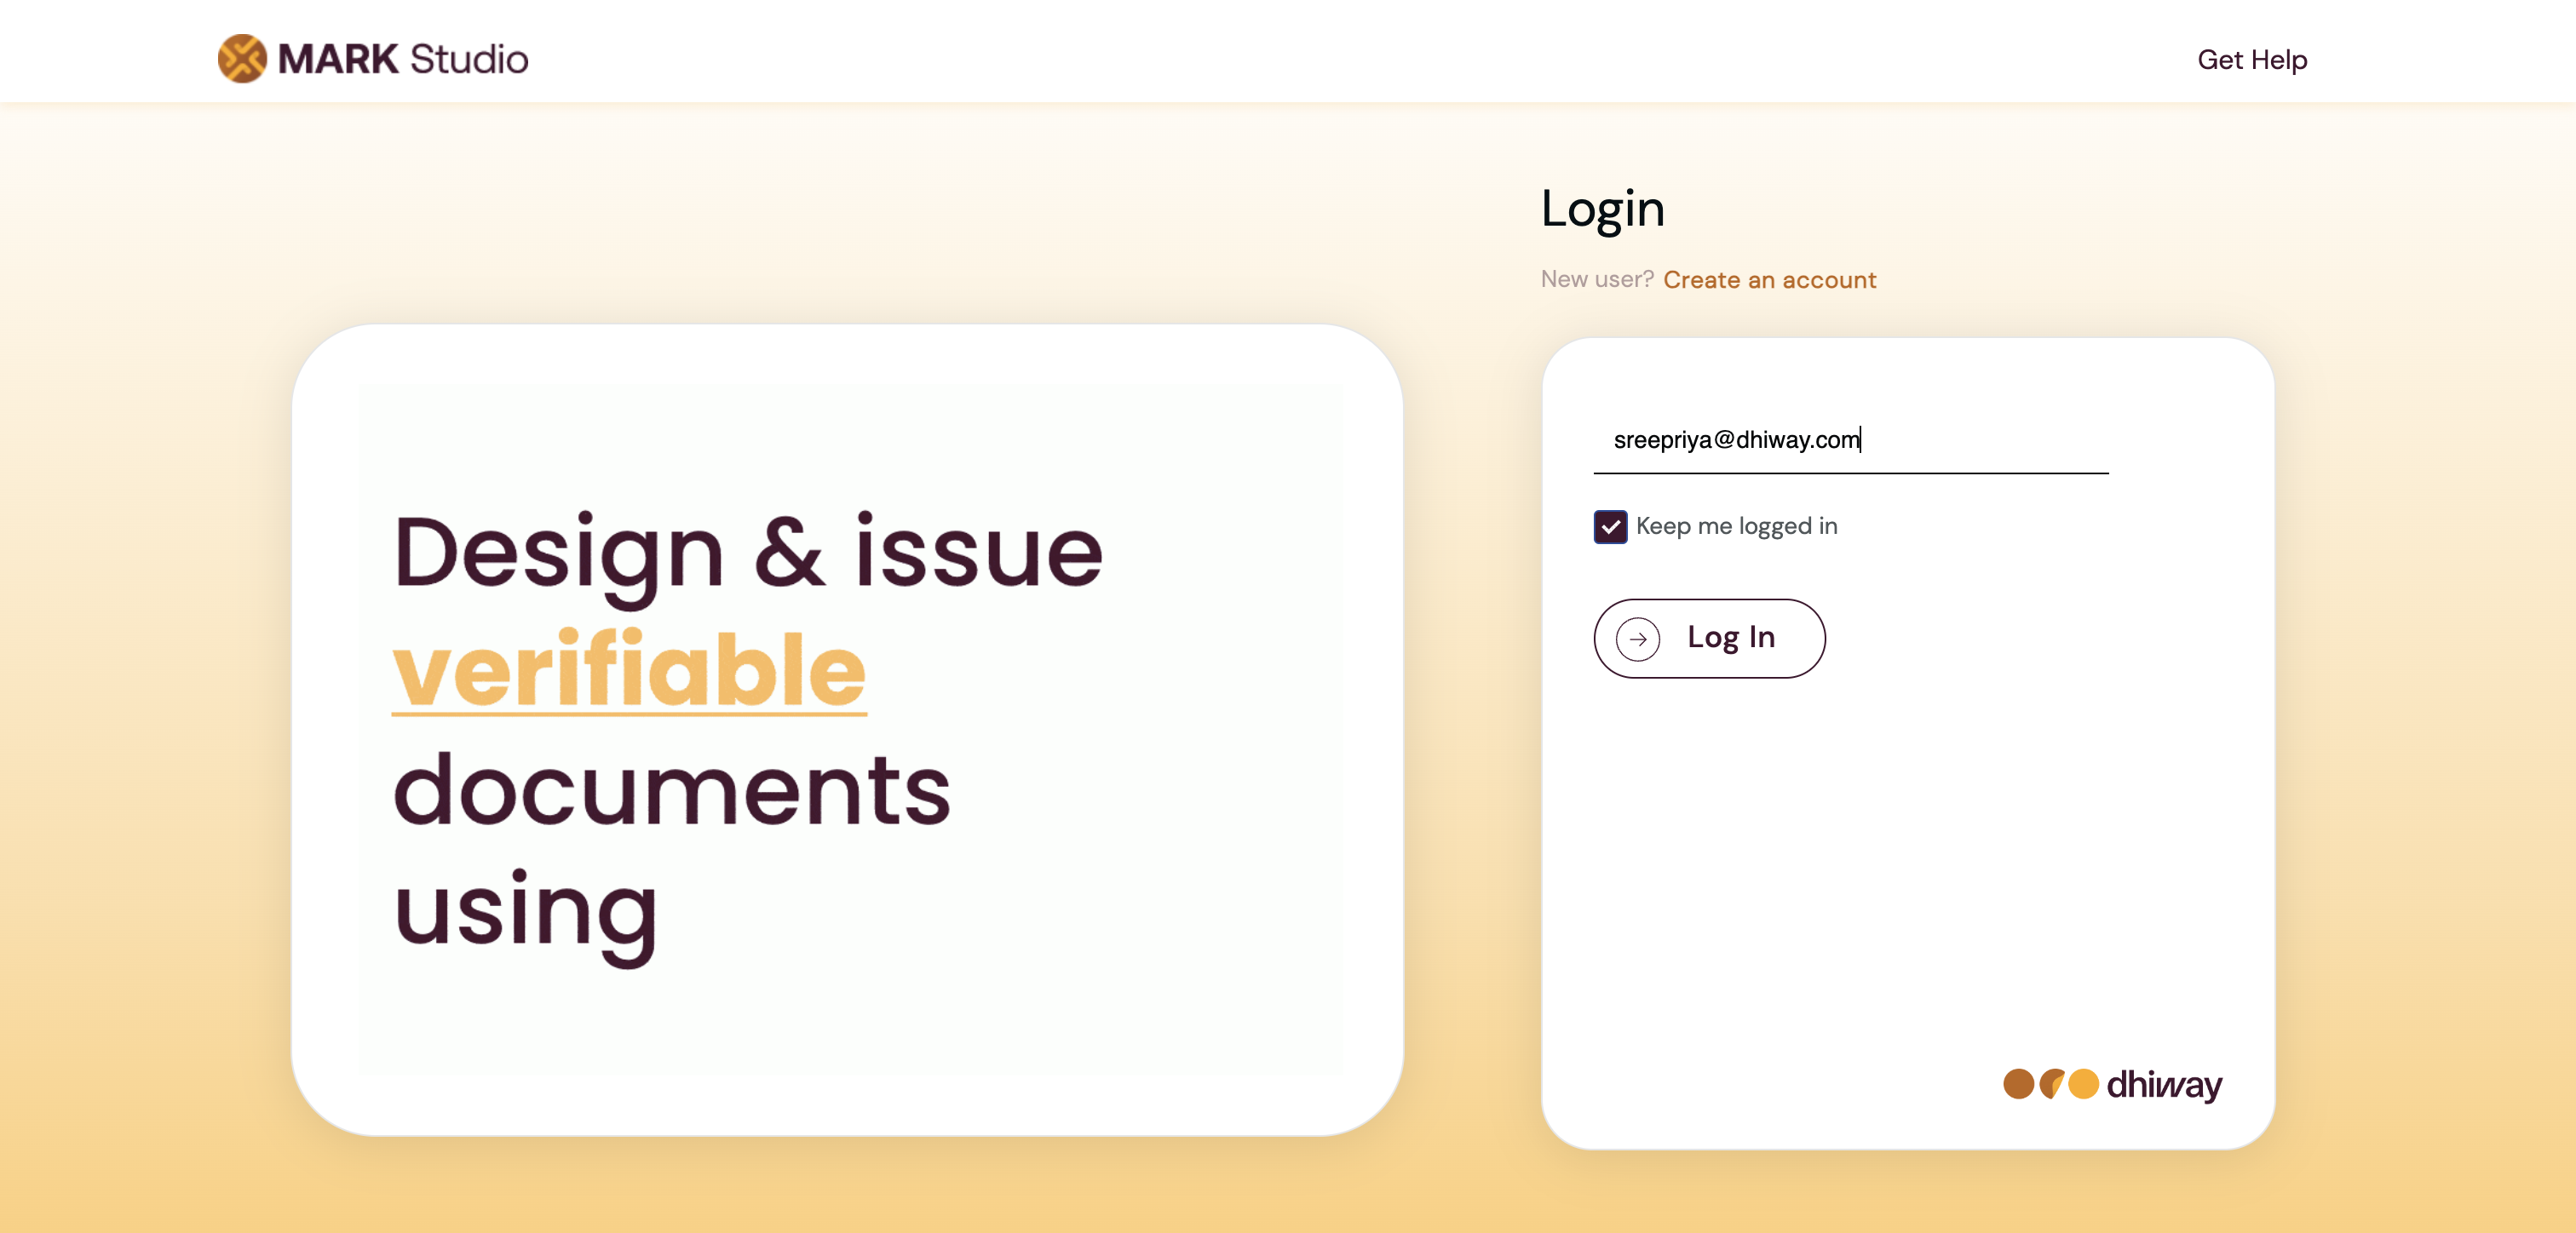 MARK Studio
Get Help
Design & issue
verifiable
documents
using
Login
New user? Create an account
sreepriya@dhiway.com
Keep me logged in
Log In
dhiway